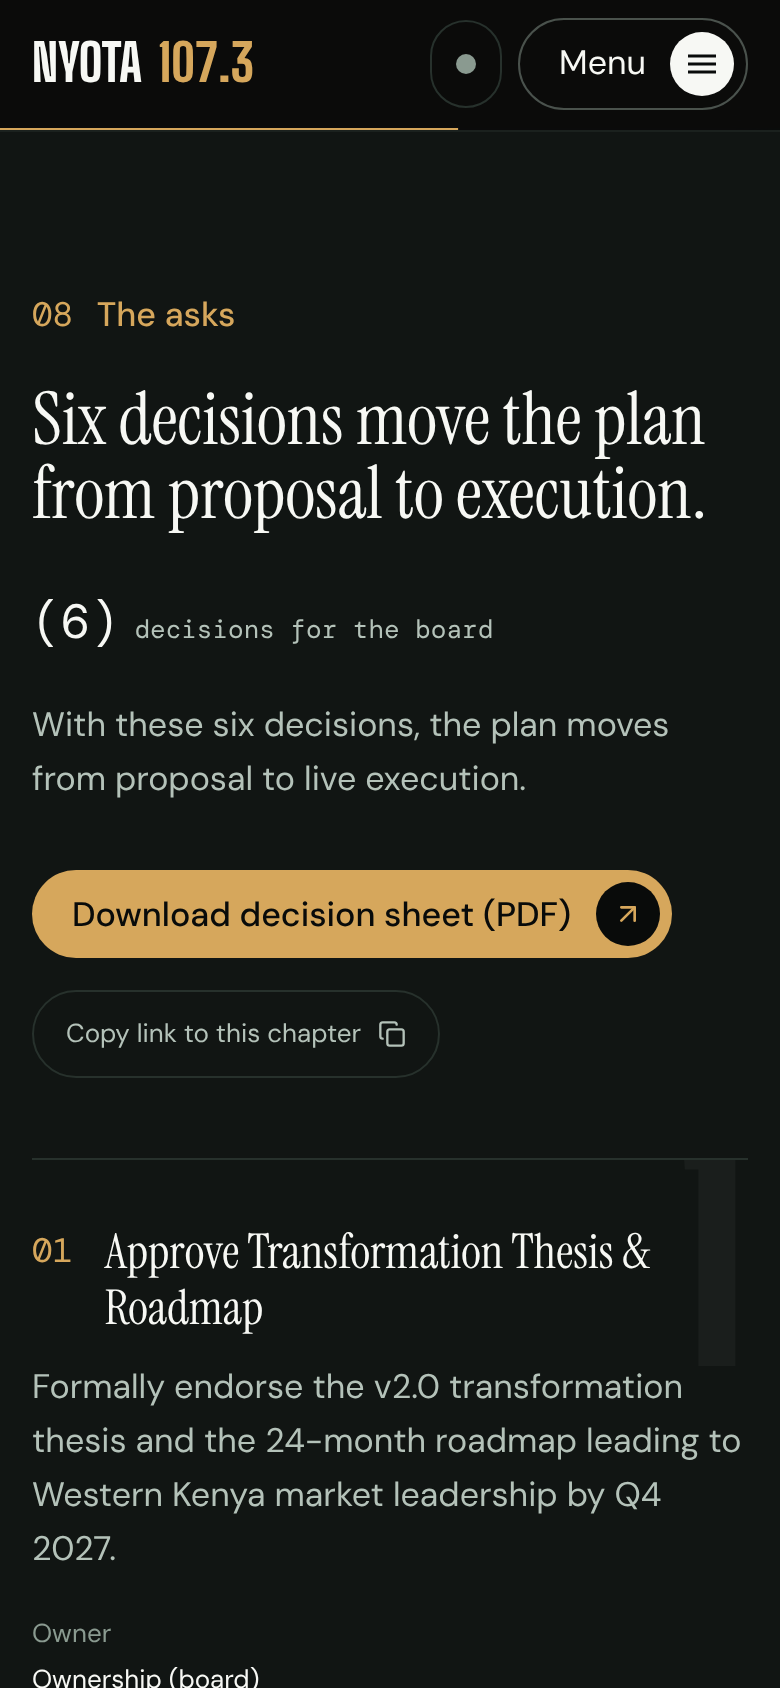 NYOTA 107.3
Menu
08 The asks
Six decisions move the plan
from proposal to execution.
(6) decisions for the board
With these six decisions, the plan moves
from proposal to live execution.
Download decision sheet (PDF)
Copy link to this chapter
1
01 Approve Transformation Thesis &
Roadmap
Formally endorse the v2.0 transformation
thesis and the 24-month roadmap leading to
Western Kenya market leadership by Q4
2027.
Owner
Ownership (board)